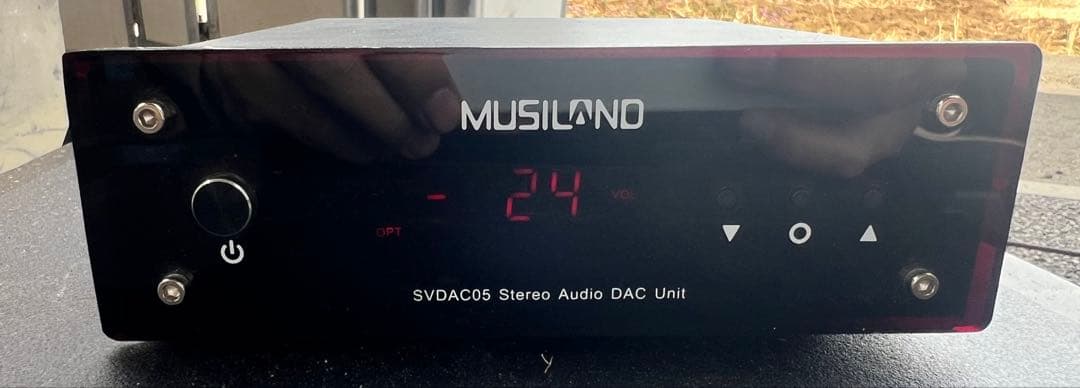 MUSILAND
- 24 VOL
OPT
SVDAC05 Stereo Audio DAC Unit